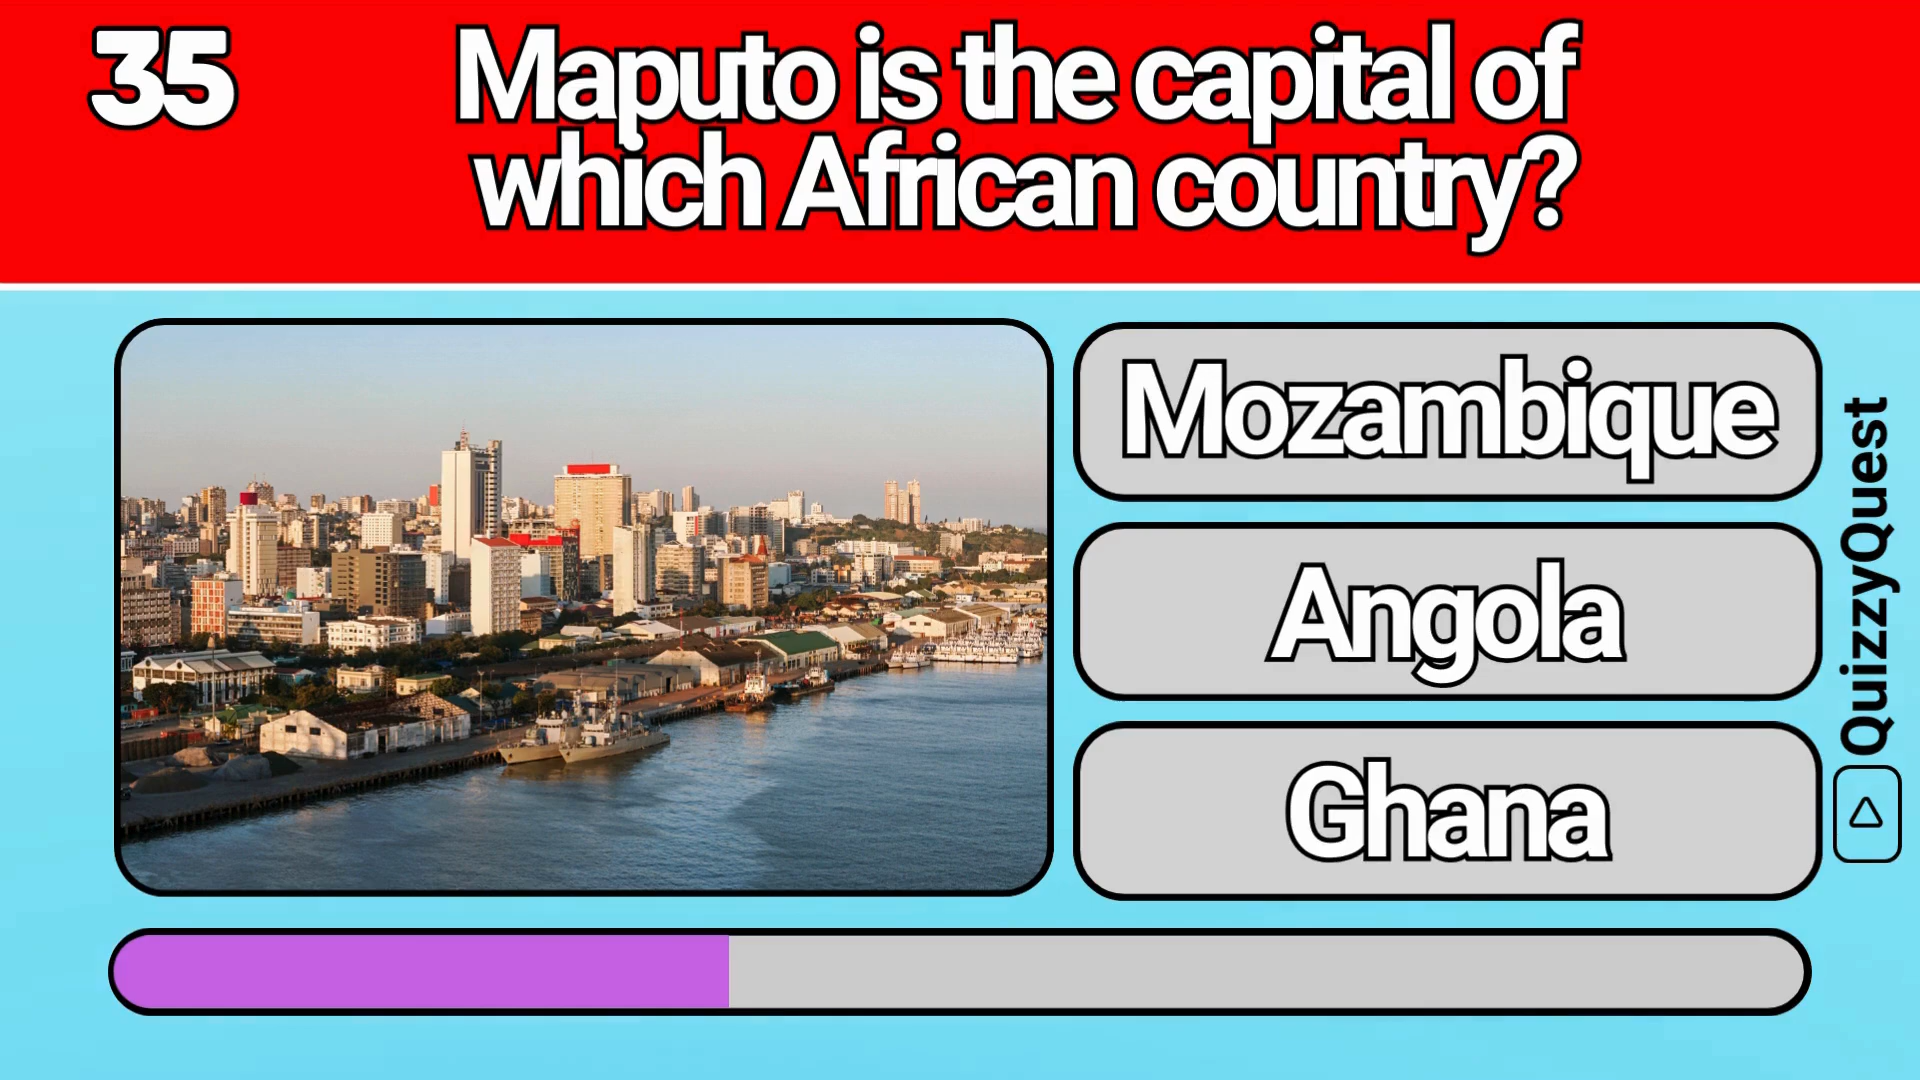 35
Maputo is the capital of
which African country?
Mozambique
Angola
Ghana
QuizzyQuest